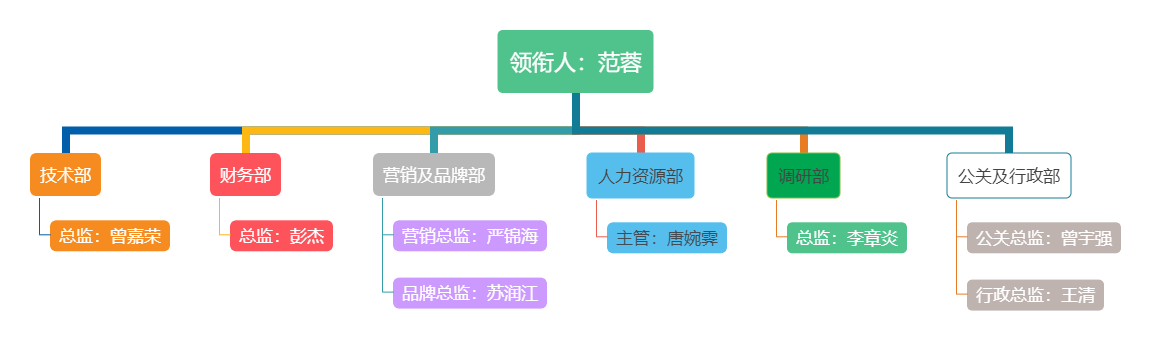 领衔人：范蓉
技术部
财务部
营销及品牌部
人力资源部
调研部
公关及行政部
总监：曾嘉荣
总监：彭杰
营销总监：严锦海
主管：唐婉霁
总监：李章炎
公关总监：曾宇强
品牌总监：苏润江
行政总监：王清